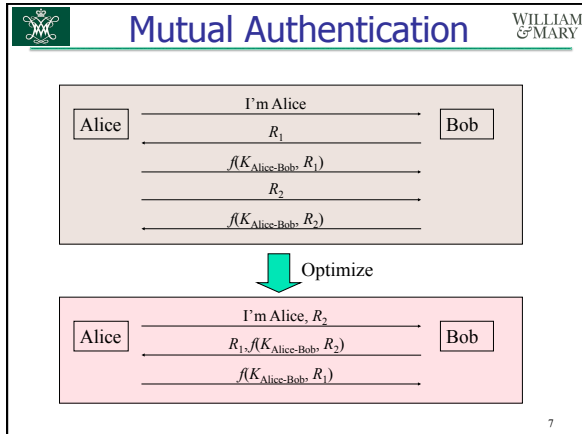 Mutual Authentication
WILLIAM
& MARY
I'm Alice
Alice
Bob
R1
f(KAlice-Bob, R1)
R2
f(KAlice-Bob, R2)
Optimize
I'm Alice, R2
Alice
Bob
R1, f(KAlice-Bob, R2)
f(KAlice-Bob, R1)
7